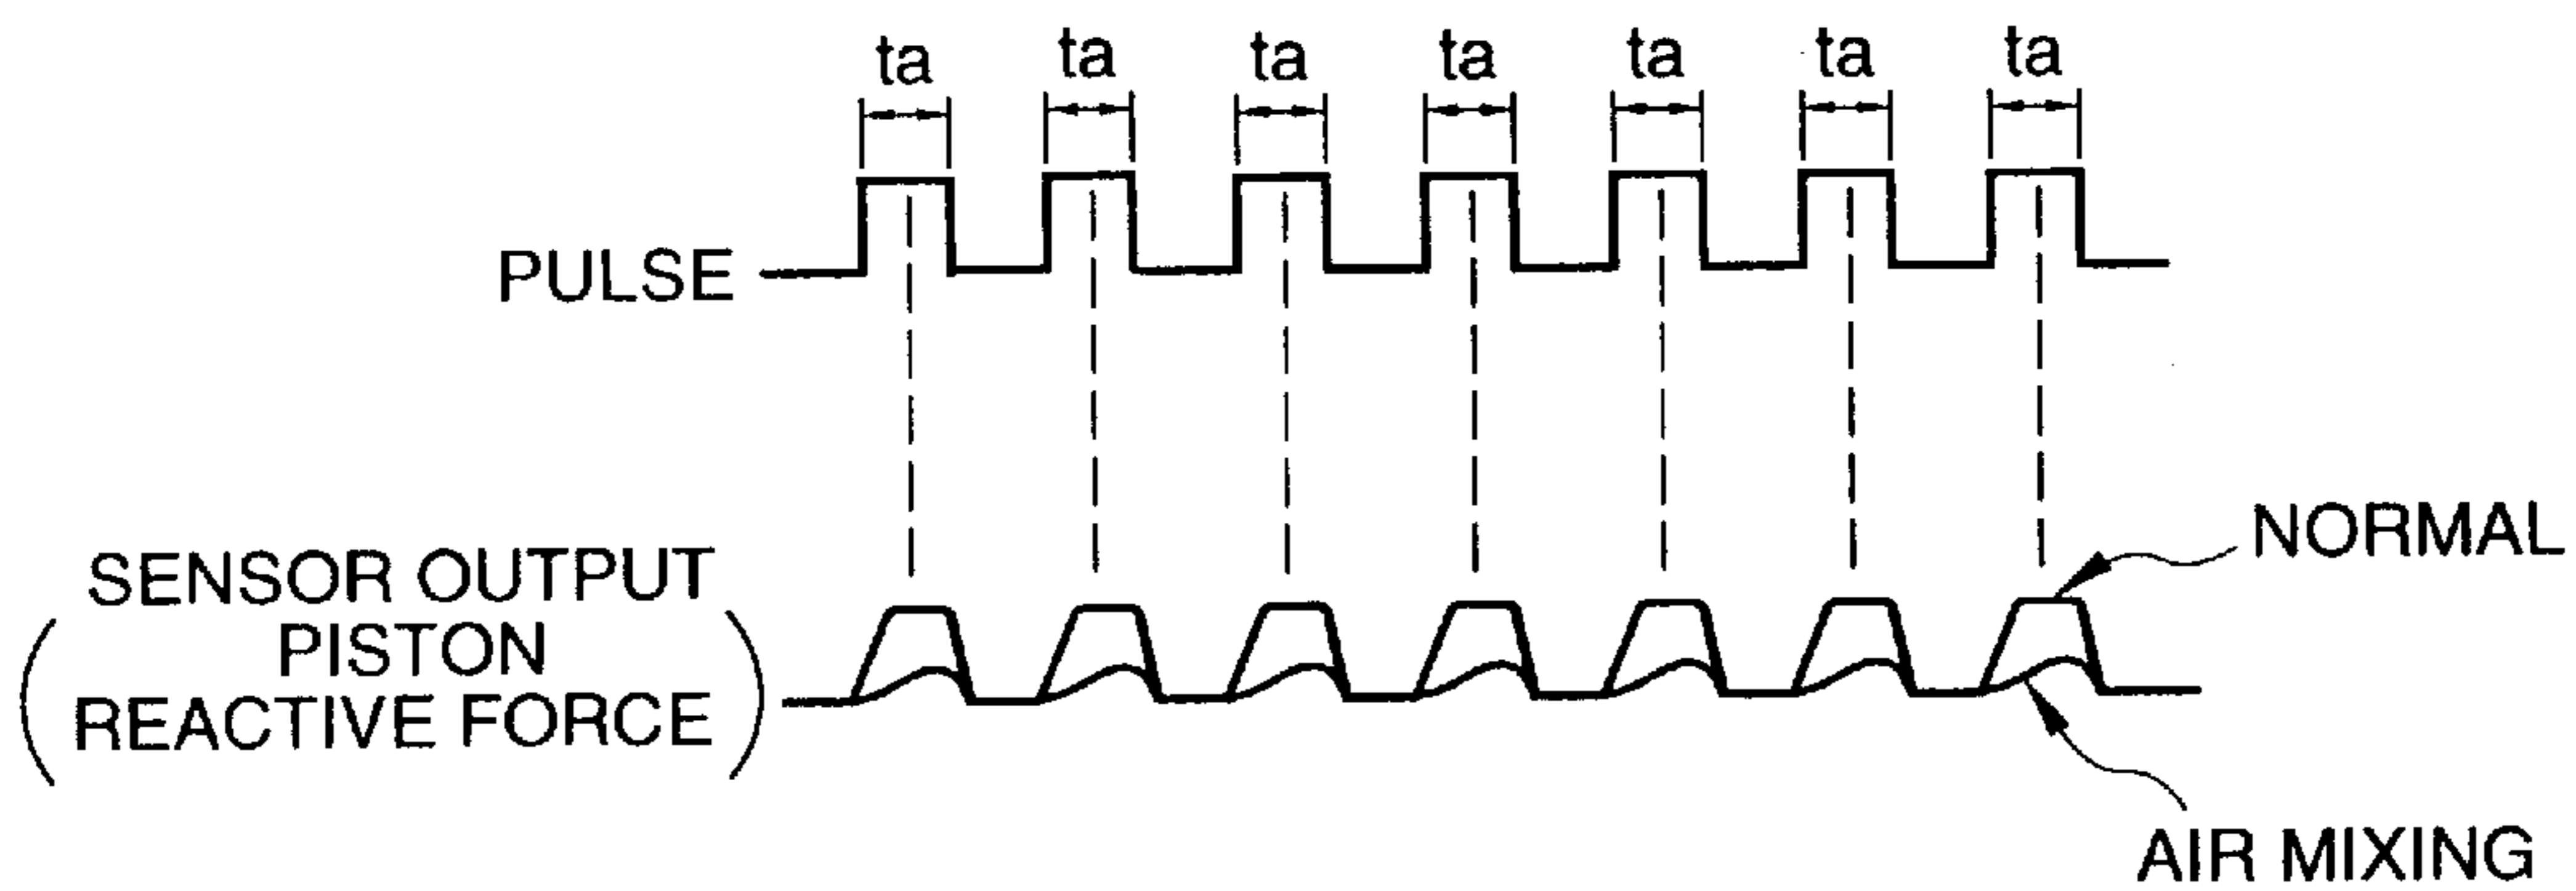 ta ta ta ta ta ta ta
PULSE
NORMAL
SENSOR OUTPUT
PISTON
REACTIVE FORCE
AIR MIXING